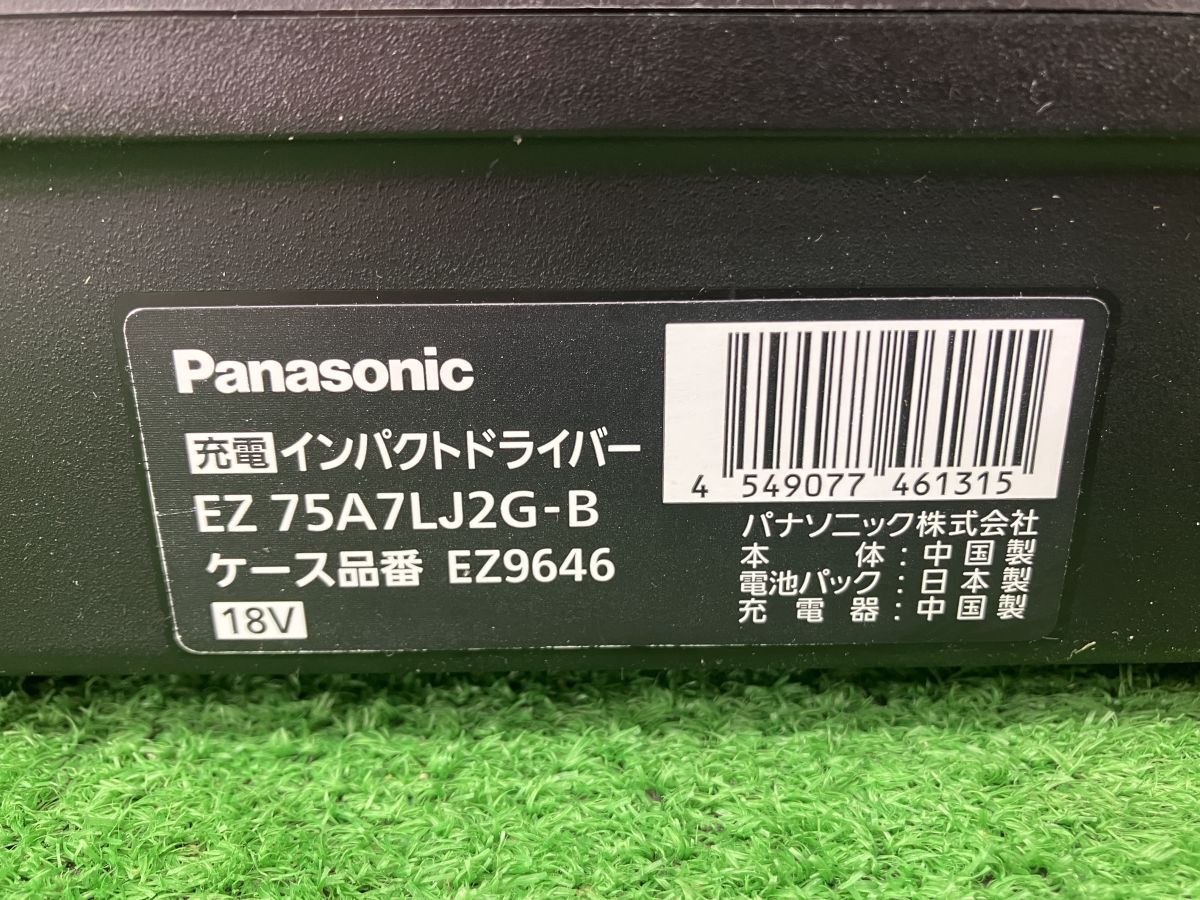 Panasonic
充電 インパクトドライバー
EZ 75A7LJ2G-B
ケース品番 EZ9646
18V
4 549077 461315
パナソニック株式会社
本体：中国製
電池パック：日本製
充電器：中国製